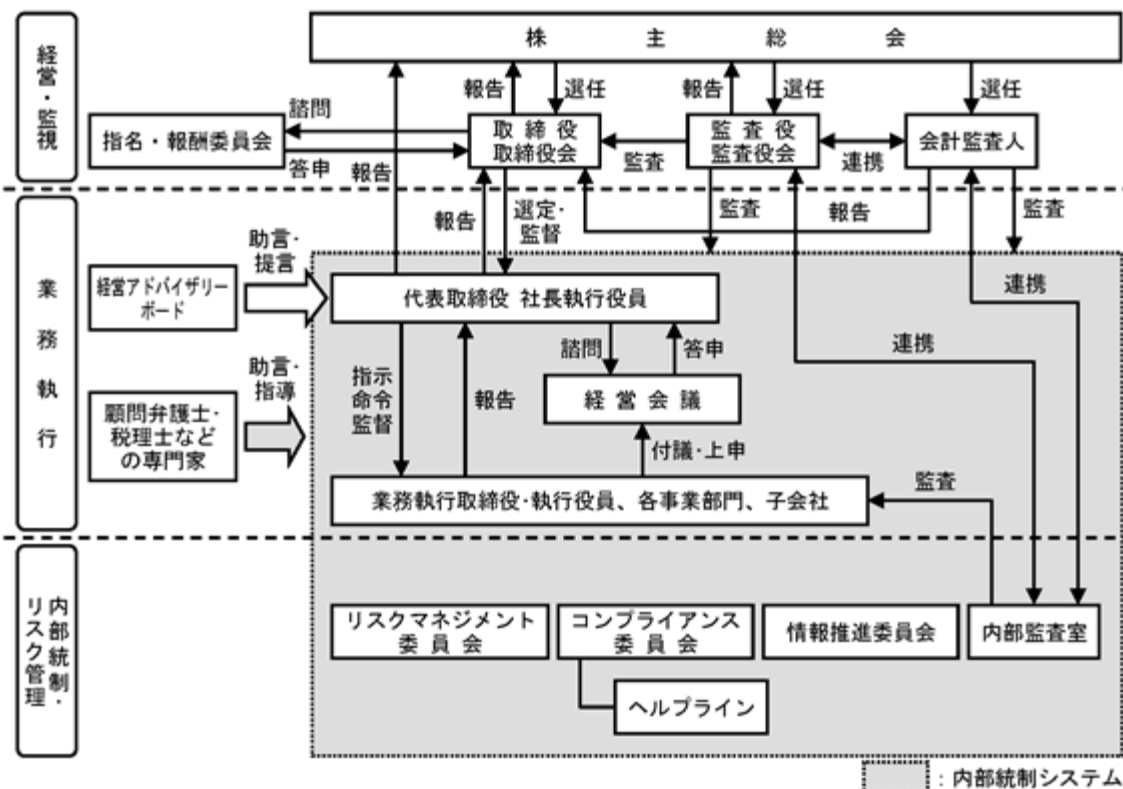 経営・監視
株主総会
報告
選任
報告
選任
選任
諮問
指名・報酬委員会
答申
取締役
取締役会
監査
監査役
監査役会
連携
会計監査人
報告
報告
選定・
監督
監査
報告
監査
業務執行
助言・
提言
経営アドバイザリー
ボード
代表取締役 社長執行役員
連携
連携
諮問
答申
助言・
指導
顧問弁護士・
税理士など
の専門家
指示
命令
監督
報告
経営会議
付議・上申
業務執行取締役・執行役員、各事業部門、子会社
監査
内部統制・
リスク管理
リスクマネジメント
委員会
コンプライアンス
委員会
情報推進委員会
内部監査室
ヘルプライン
：内部統制システム